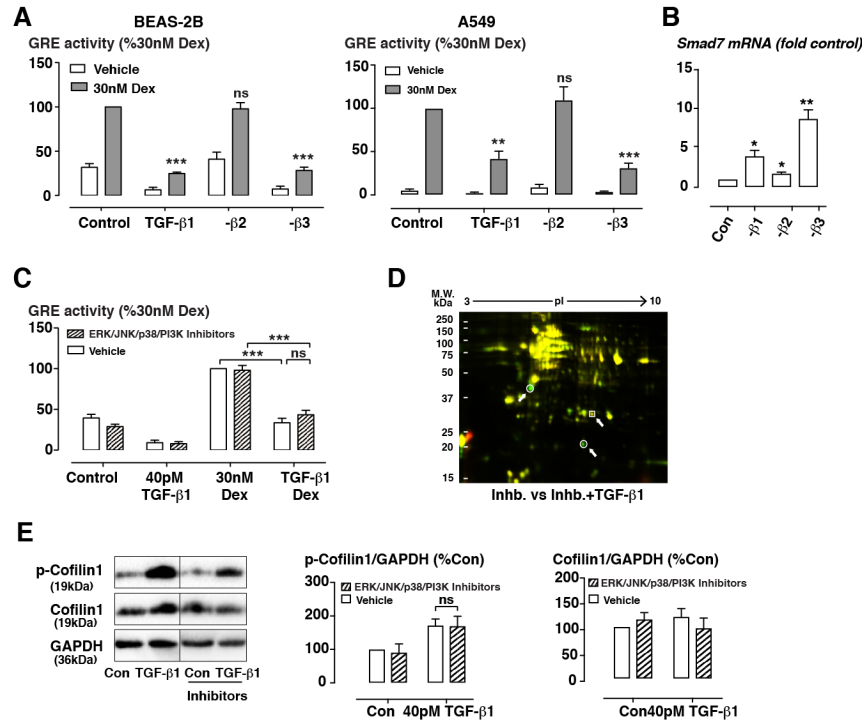 A
BEAS-2B
GRE activity (%30nM Dex)
Vehicle
30nM Dex
150
100
50
0
***
ns
***
Control TGF-β1 -β2 -β3
A549
GRE activity (%30nM Dex)
Vehicle
30nM Dex
150
100
50
0
**
ns
***
Control TGF-β1 -β2 -β3
B
Smad7 mRNA (fold control)
15
10
5
0
*
*
**
Con -β1 -β2 -β3
C
GRE activity (%30nM Dex)
ERK/JNK/p38/PI3K Inhibitors
Vehicle
150
100
50
0
***
***
ns
Control 40pM 30nM TGF-β1
TGF-β1 Dex Dex
D
M.W.
kDa
3 pI 10
250
150
100
75
50
37
25
20
15
Inhb. vs Inhb.+TGF-β1
E
p-Cofilin1
(19kDa)
Cofilin1
(19kDa)
GAPDH
(36kDa)
Con TGF-β1 Con TGF-β1
Inhibitors
p-Cofilin1/GAPDH (%Con)
ERK/JNK/p38/PI3K Inhibitors
Vehicle
300
200
100
0
ns
Con 40pM TGF-β1
Cofilin1/GAPDH (%Con)
ERK/JNK/p38/PI3K Inhibitors
Vehicle
200
150
100
50
0
Con40pM TGF-β1